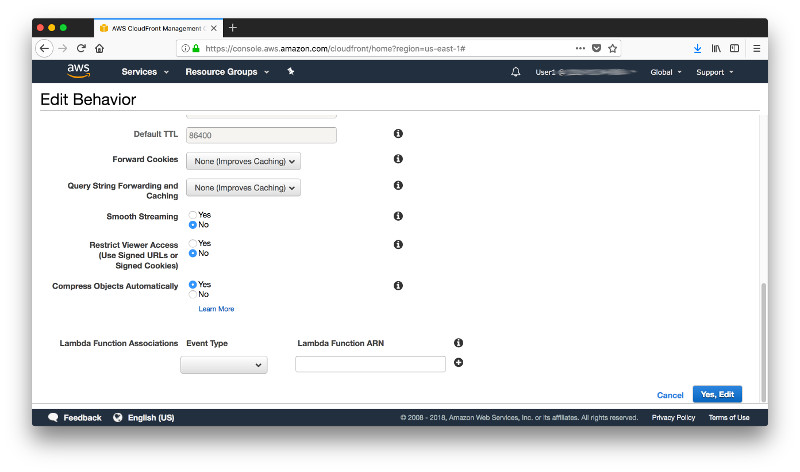 AWS CloudFront Management
https://console.aws.amazon.com/cloudfront/home?region=us-east-1#
aws Services Resource Groups User1 @ Global Support
Edit Behavior
Default TTL 86400
Forward Cookies None (Improves Caching)
Query String Forwarding and
Caching
None (Improves Caching)
Smooth Streaming Yes
No
Restrict Viewer Access
(Use Signed URLs or
Signed Cookies)
Yes
No
Compress Objects Automatically Yes
No
Learn More
Lambda Function Associations Event Type Lambda Function ARN
Cancel Yes, Edit
Feedback English (US) © 2008 - 2018, Amazon Web Services, Inc. or its affiliates. All rights reserved. Privacy Policy Terms of Use